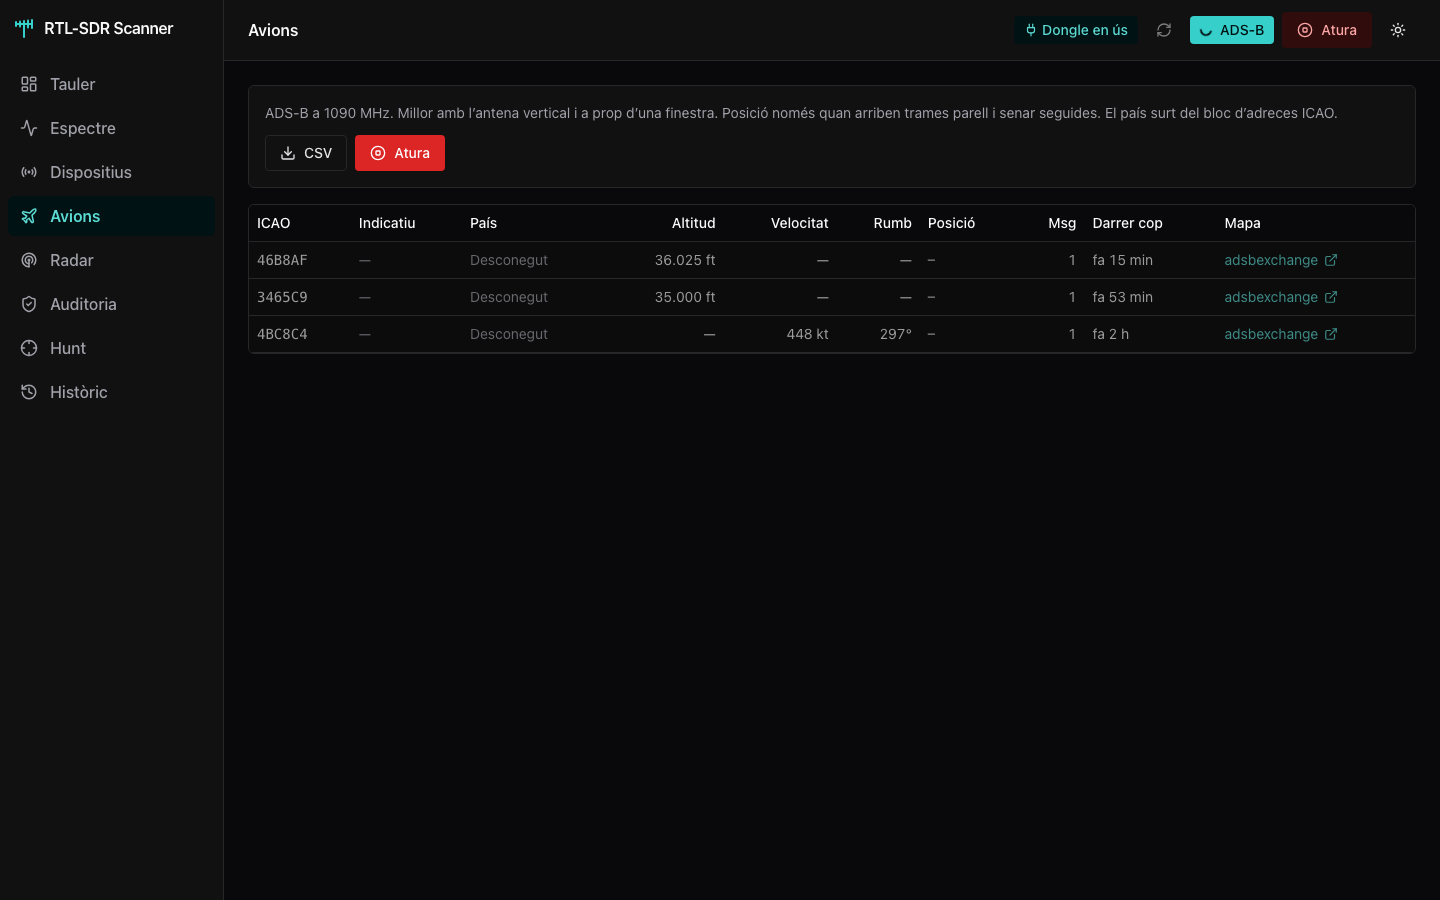 RTL-SDR Scanner
Tauler
Espectre
Dispositius
Avions
Radar
Auditoria
Hunt
Històric
Avions
Dongle en ús
ADS-B
Atura
ADS-B a 1090 MHz. Millor amb l’antena vertical i a prop d’una finestra. Posició només quan arriben trames parell i senar seguides. El país surt del bloc d’adreces ICAO.
CSV
Atura
ICAO Indicatiu País Altitud Velocitat Rumb Posició Msg Darrer cop Mapa
46B8AF — Desconegut 36.025 ft — — – 1 fa 15 min adsbexchange
3465C9 — Desconegut 35.000 ft — — – 1 fa 53 min adsbexchange
4BC8C4 — Desconegut — 448 kt 297° – 1 fa 2 h adsbexchange